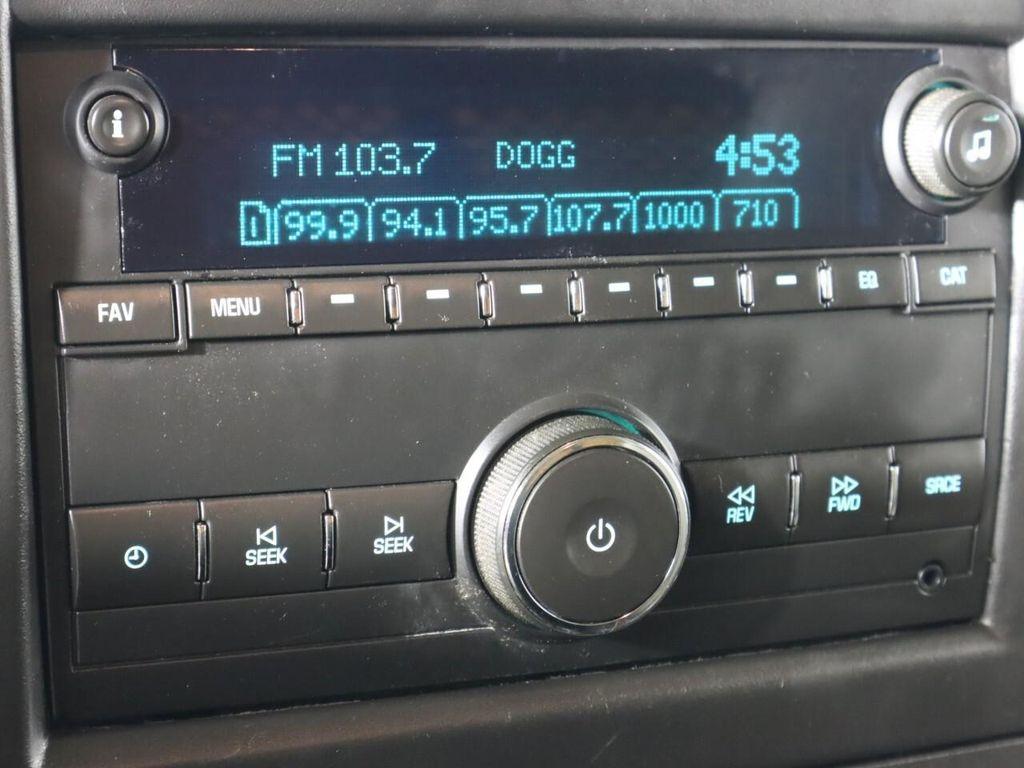 i
FM 103.7 DOGG 4:53
1 99.9 94.1 95.7 107.7 1000 710
FAV MENU EQ CAT
SEEK SEEK REV FWD SRCE